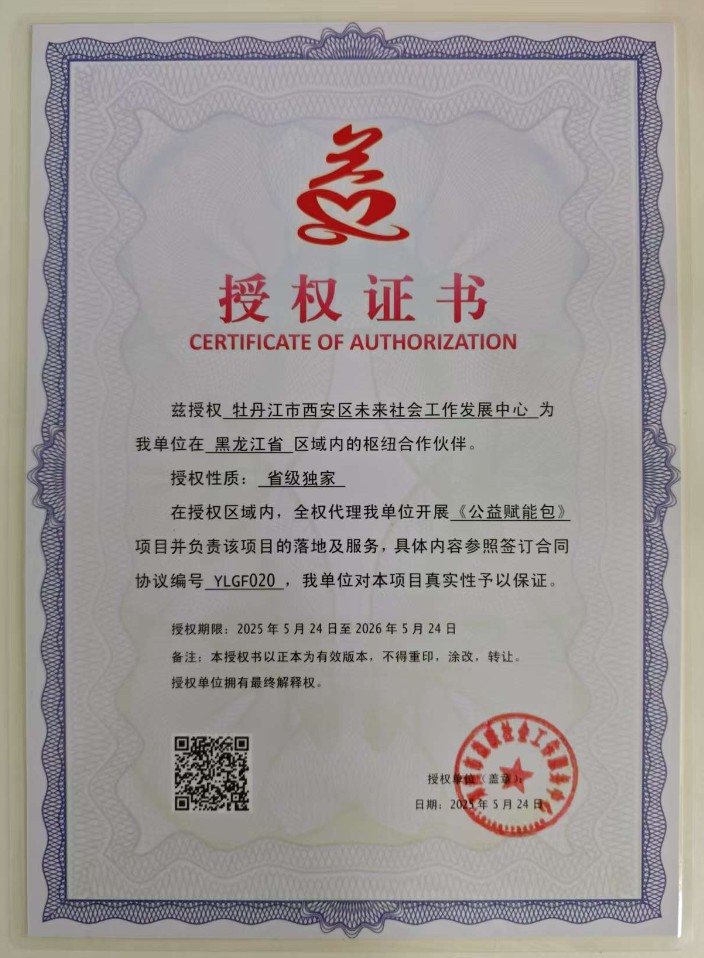 授权证书
CERTIFICATE OF AUTHORIZATION
兹授权 牡丹江市西安区未来社会工作发展中心 为
我单位在 黑龙江省 区域内的枢纽合作伙伴。
授权性质： 省级独家
在授权区域内，全权代理我单位开展《公益赋能包》
项目并负责该项目的落地及服务，具体内容参照签订合同
协议编号 YLGF020 ，我单位对本项目真实性予以保证。
授权期限：2025 年 5 月 24 日至 2026 年 5 月 24 日
备注：本授权书以正本为有效版本，不得重印，涂改，转让。
授权单位拥有最终解释权。
授权单位（盖章）：
日期：2025 年 5 月 24 日
社会工作服务中心